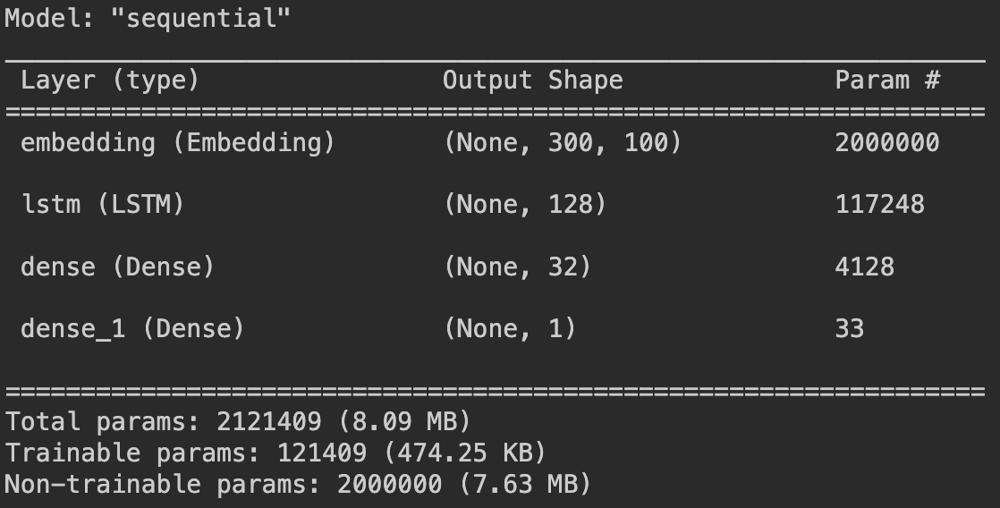 Model: "sequential"
_________________________________________________________________
Layer (type) Output Shape Param #
=================================================================
embedding (Embedding) (None, 300, 100) 2000000
lstm (LSTM) (None, 128) 117248
dense (Dense) (None, 32) 4128
dense_1 (Dense) (None, 1) 33
=================================================================
Total params: 2121409 (8.09 MB)
Trainable params: 121409 (474.25 KB)
Non-trainable params: 2000000 (7.63 MB)